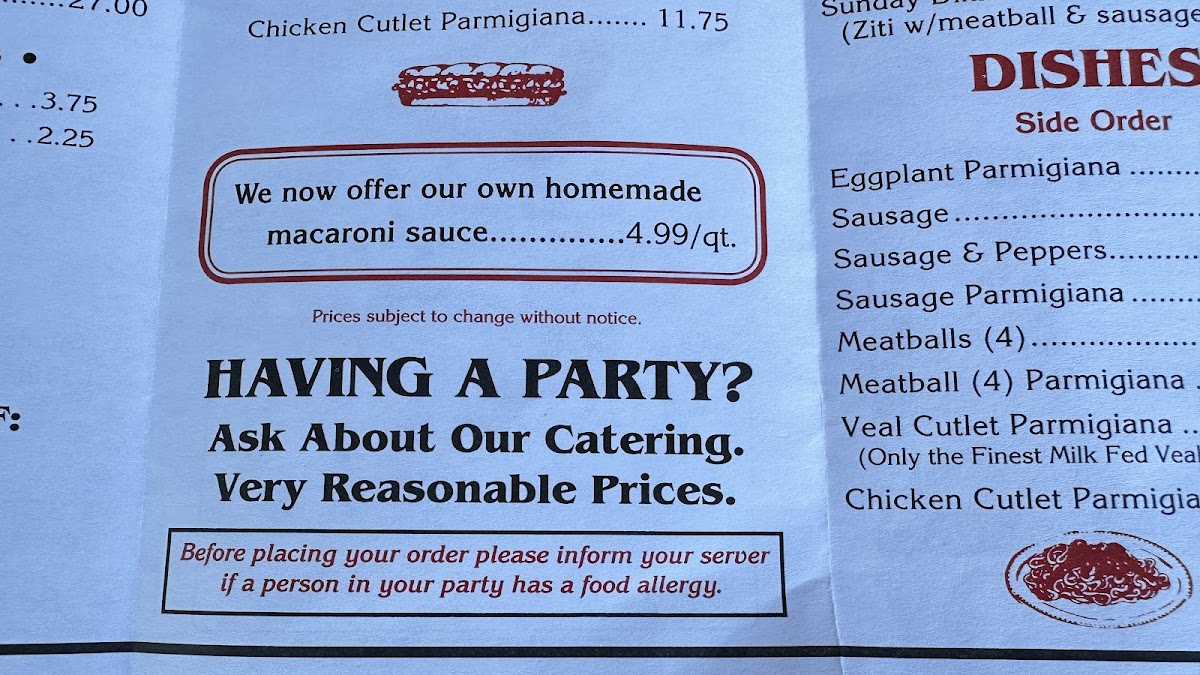 27.00
3.75
2.25
Chicken Cutlet Parmigiana....... 11.75
We now offer our own homemade
macaroni sauce..............4.99/qt.
Prices subject to change without notice.
HAVING A PARTY?
Ask About Our Catering.
Very Reasonable Prices.
Before placing your order please inform your server
if a person in your party has a food allergy.
Sunday
(Ziti w/meatball & sausage
DISHES
Side Order
Eggplant Parmigiana
Sausage
Sausage & Peppers
Sausage Parmigiana
Meatballs (4)
Meatball (4) Parmigiana
Veal Cutlet Parmigiana
(Only the Finest Milk Fed Veal
Chicken Cutlet Parmigia